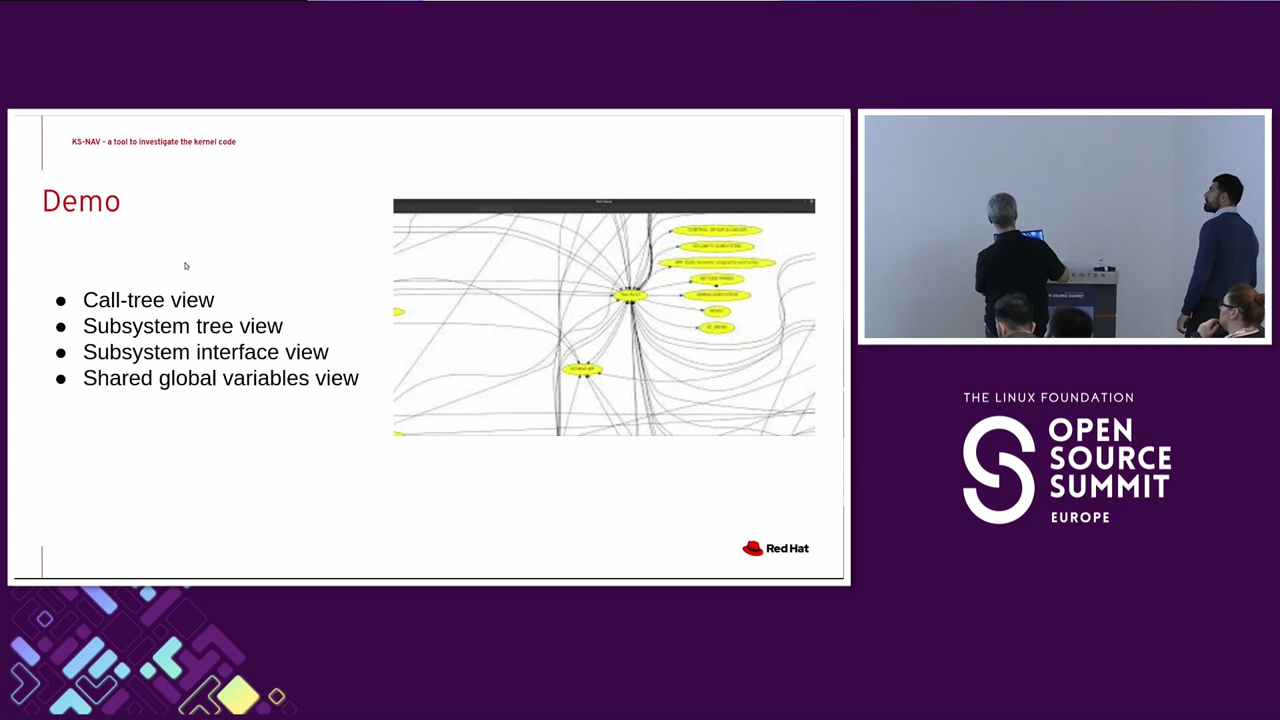 KS-NAV - a tool to investigate the kernel code
Demo
● Call-tree view
● Subsystem tree view
● Subsystem interface view
● Shared global variables view
Red Hat
THE LINUX FOUNDATION
OPEN
SOURCE
SUMMIT
EUROPE